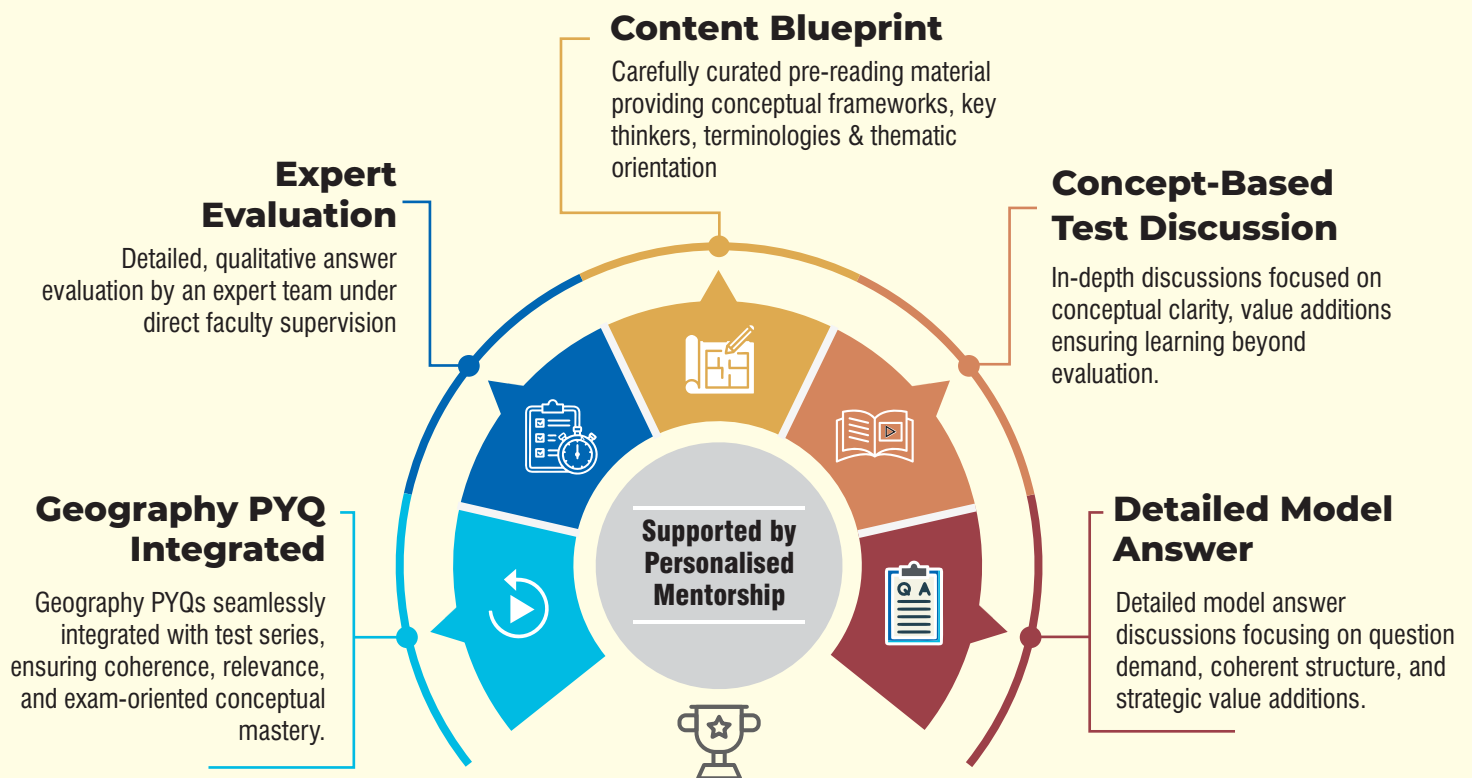 Content Blueprint
Carefully curated pre-reading material
providing conceptual frameworks, key
thinkers, terminologies & thematic
orientation
Expert
Evaluation
Detailed, qualitative answer
evaluation by an expert team under
direct faculty supervision
Concept-Based
Test Discussion
In-depth discussions focused on
conceptual clarity, value additions
ensuring learning beyond
evaluation.
Geography PYQ
Integrated
Geography PYQs seamlessly
integrated with test series,
ensuring coherence, relevance,
and exam-oriented conceptual
mastery.
Supported by
Personalised
Mentorship
Q A
Detailed Model
Answer
Detailed model answer
discussions focusing on question
demand, coherent structure, and
strategic value additions.